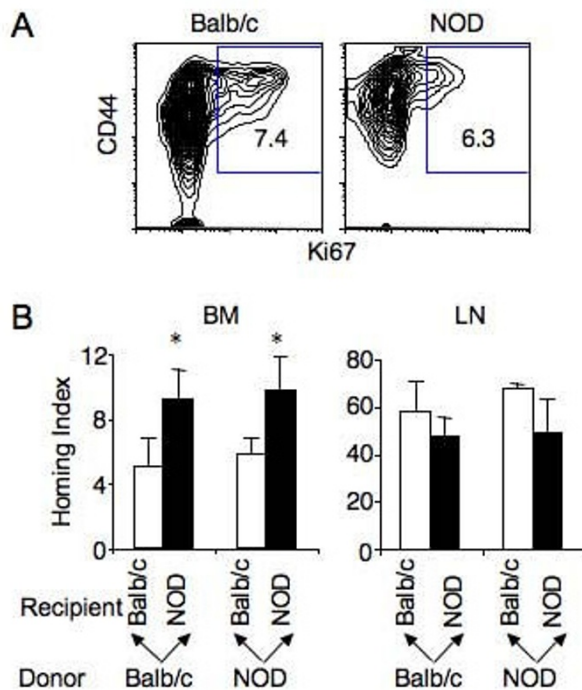 A
Balb/c
NOD
CD44
7.4
6.3
Ki67
B
BM
LN
Homing Index
12
8
4
0
*
*
80
60
40
20
0
Recipient
Balb/c
NOD
Balb/c
NOD
Balb/c
NOD
Balb/c
NOD
Donor
Balb/c
NOD
Balb/c
NOD